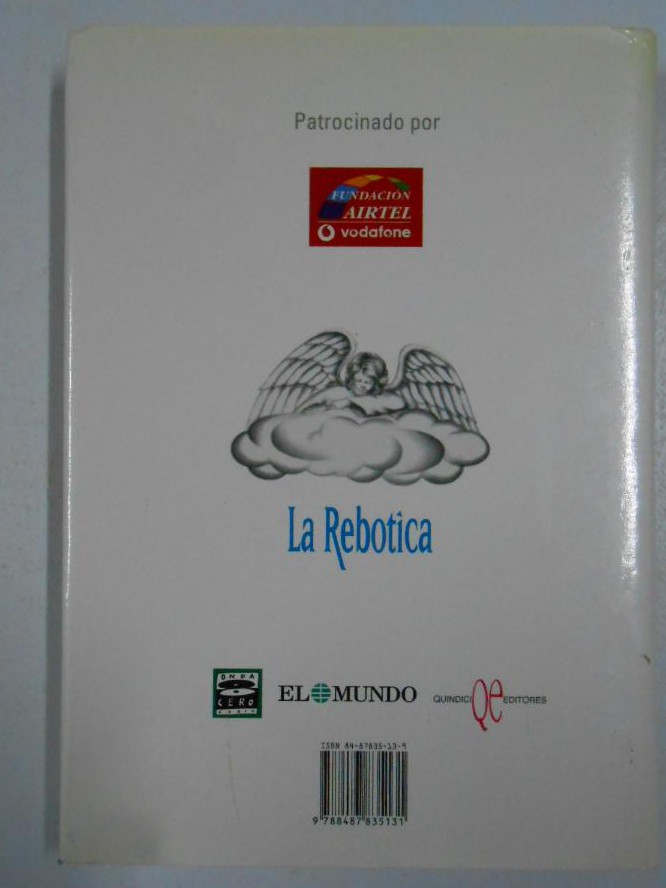 Patrocinado por
FUNDACIÓN
AIRTEL
vodafone
La Rebotica
ONDA
CERO
RADIO
EL MUNDO
QUINDICI Qe EDITORES
ISBN 84-87835-13-9
9 788487 835131